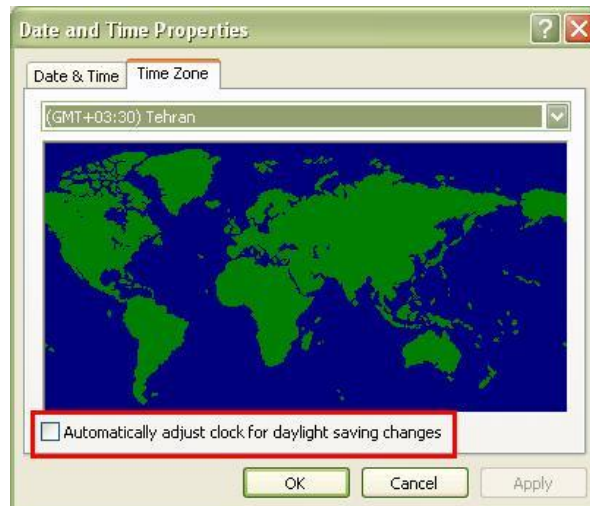 Date and Time Properties
Date & Time
Time Zone
(GMT+03:30) Tehran
Automatically adjust clock for daylight saving changes
OK
Cancel
Apply